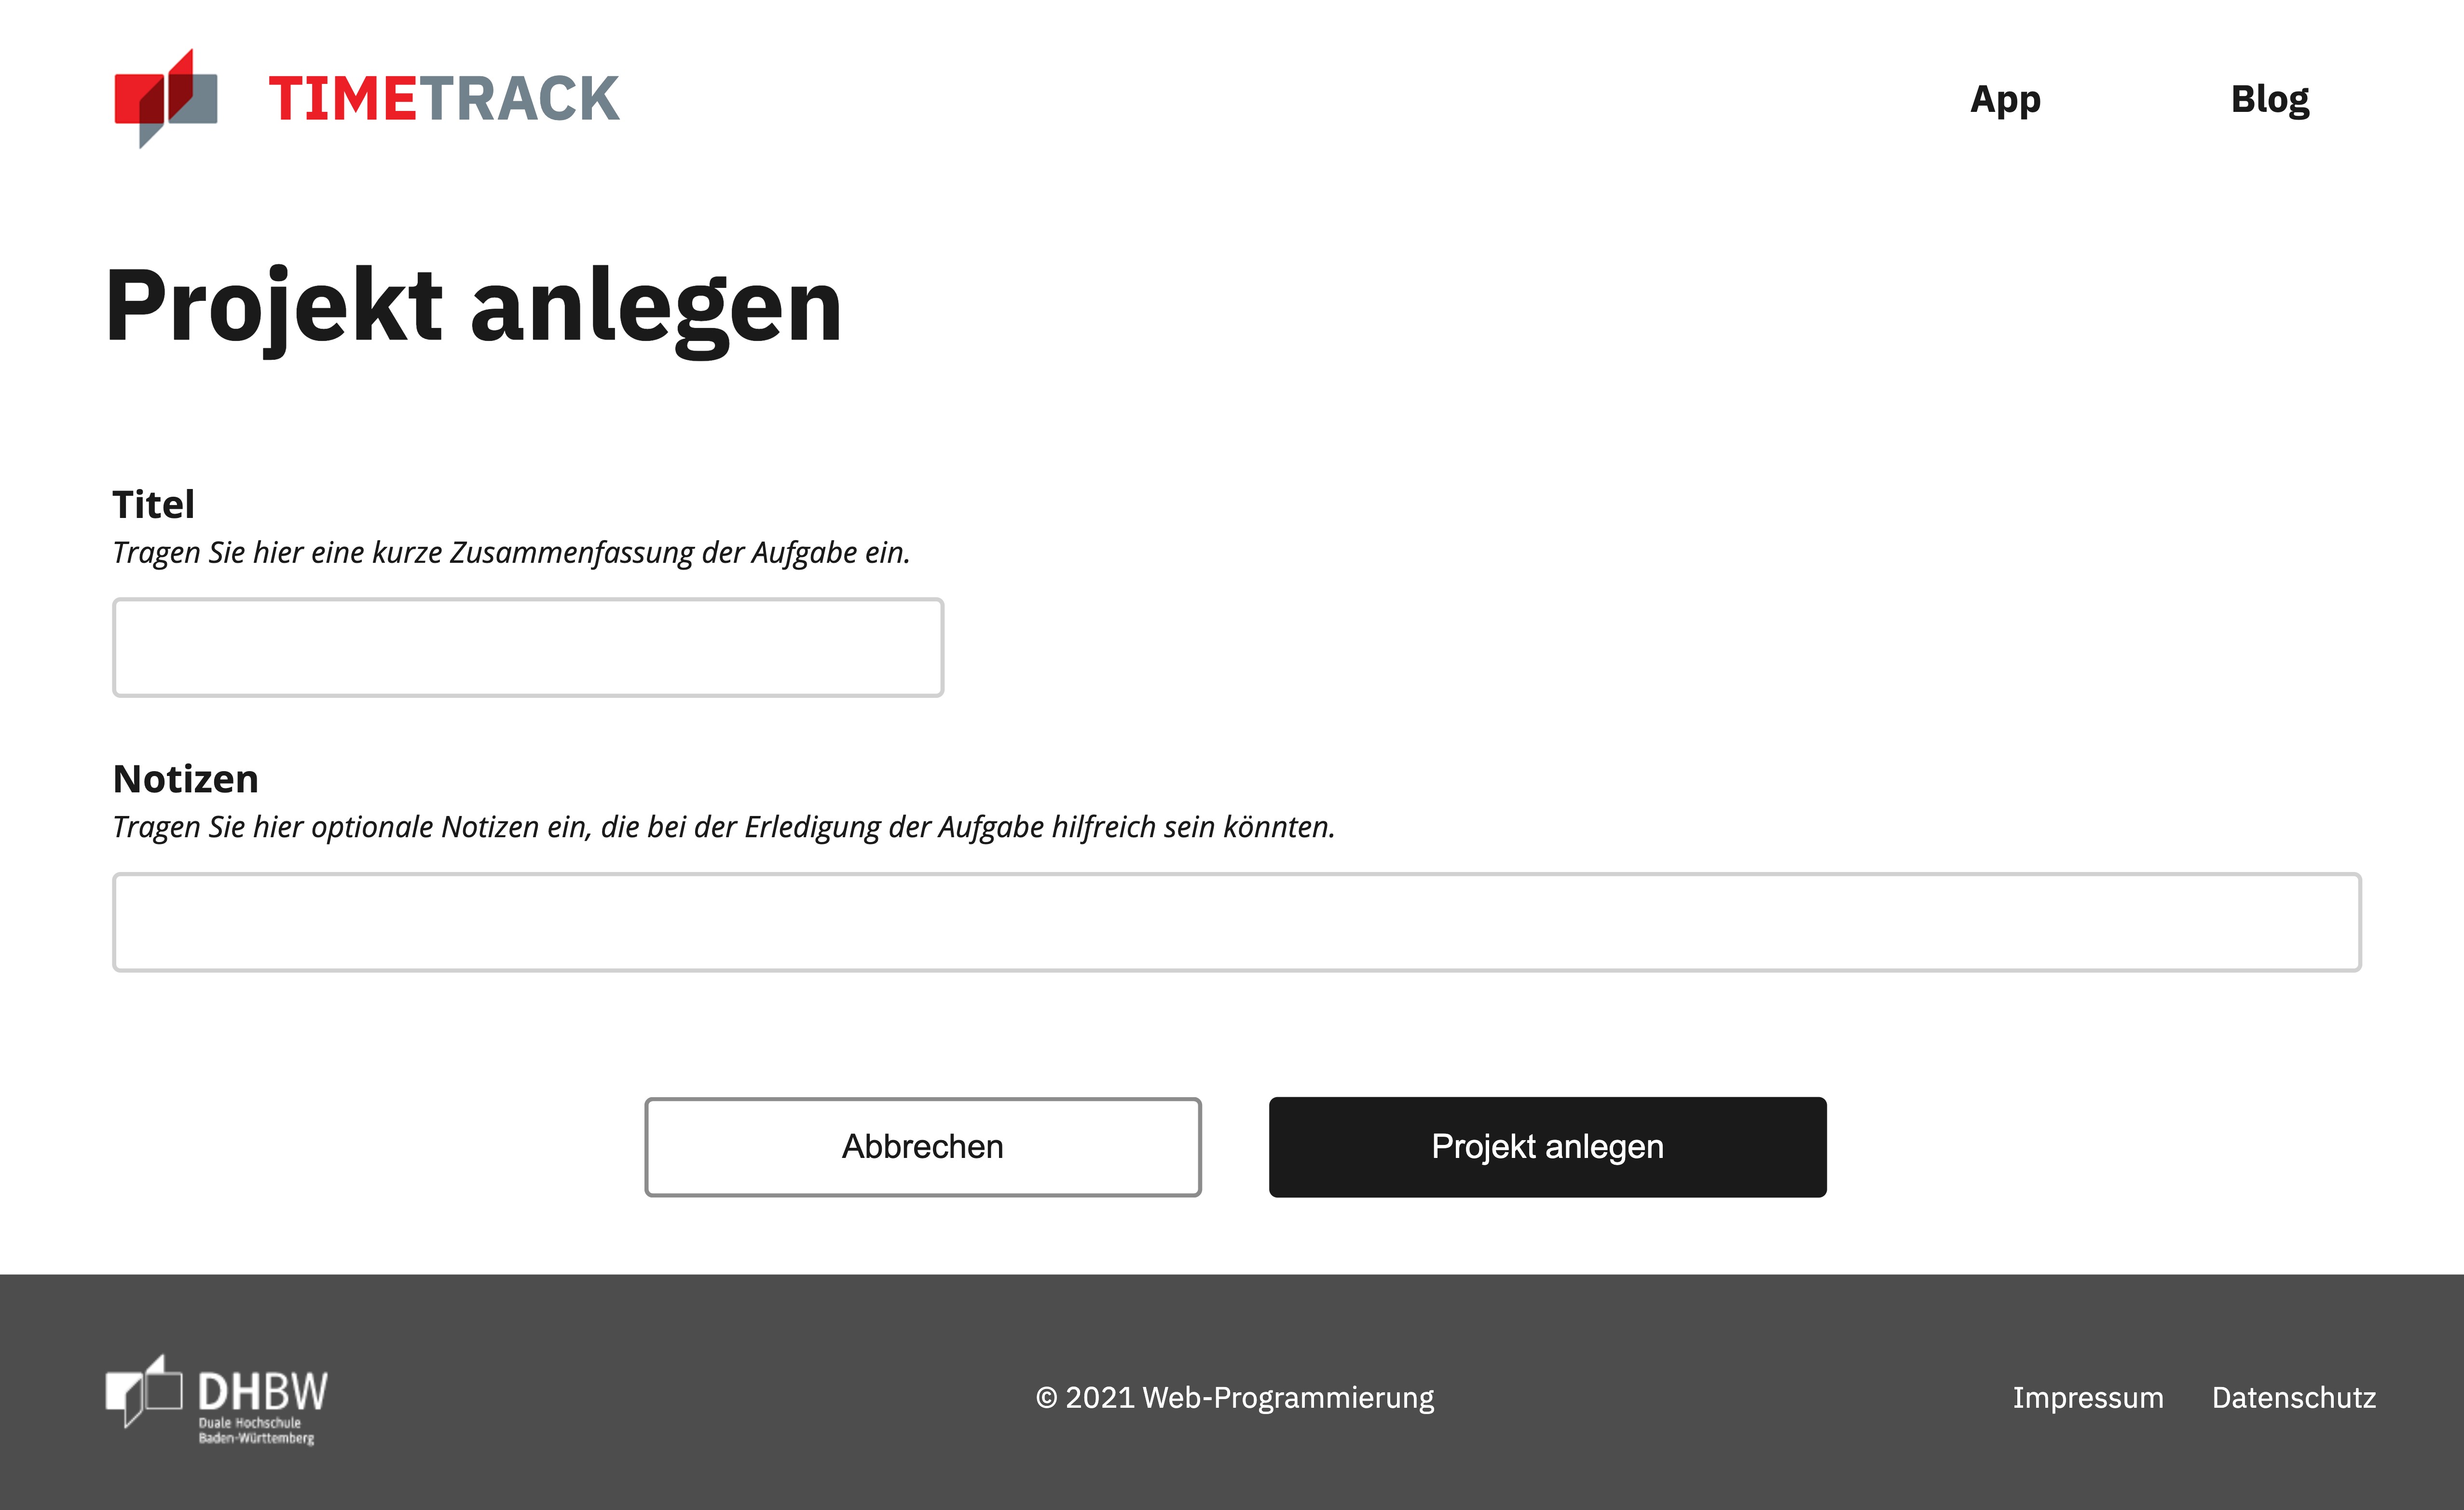 TIMETRACK
App
Blog
Projekt anlegen
Titel
Tragen Sie hier eine kurze Zusammenfassung der Aufgabe ein.
Notizen
Tragen Sie hier optionale Notizen ein, die bei der Erledigung der Aufgabe hilfreich sein könnten.
Abbrechen
Projekt anlegen
DHBW
Duale Hochschule
Baden-Württemberg
© 2021 Web-Programmierung
Impressum
Datenschutz